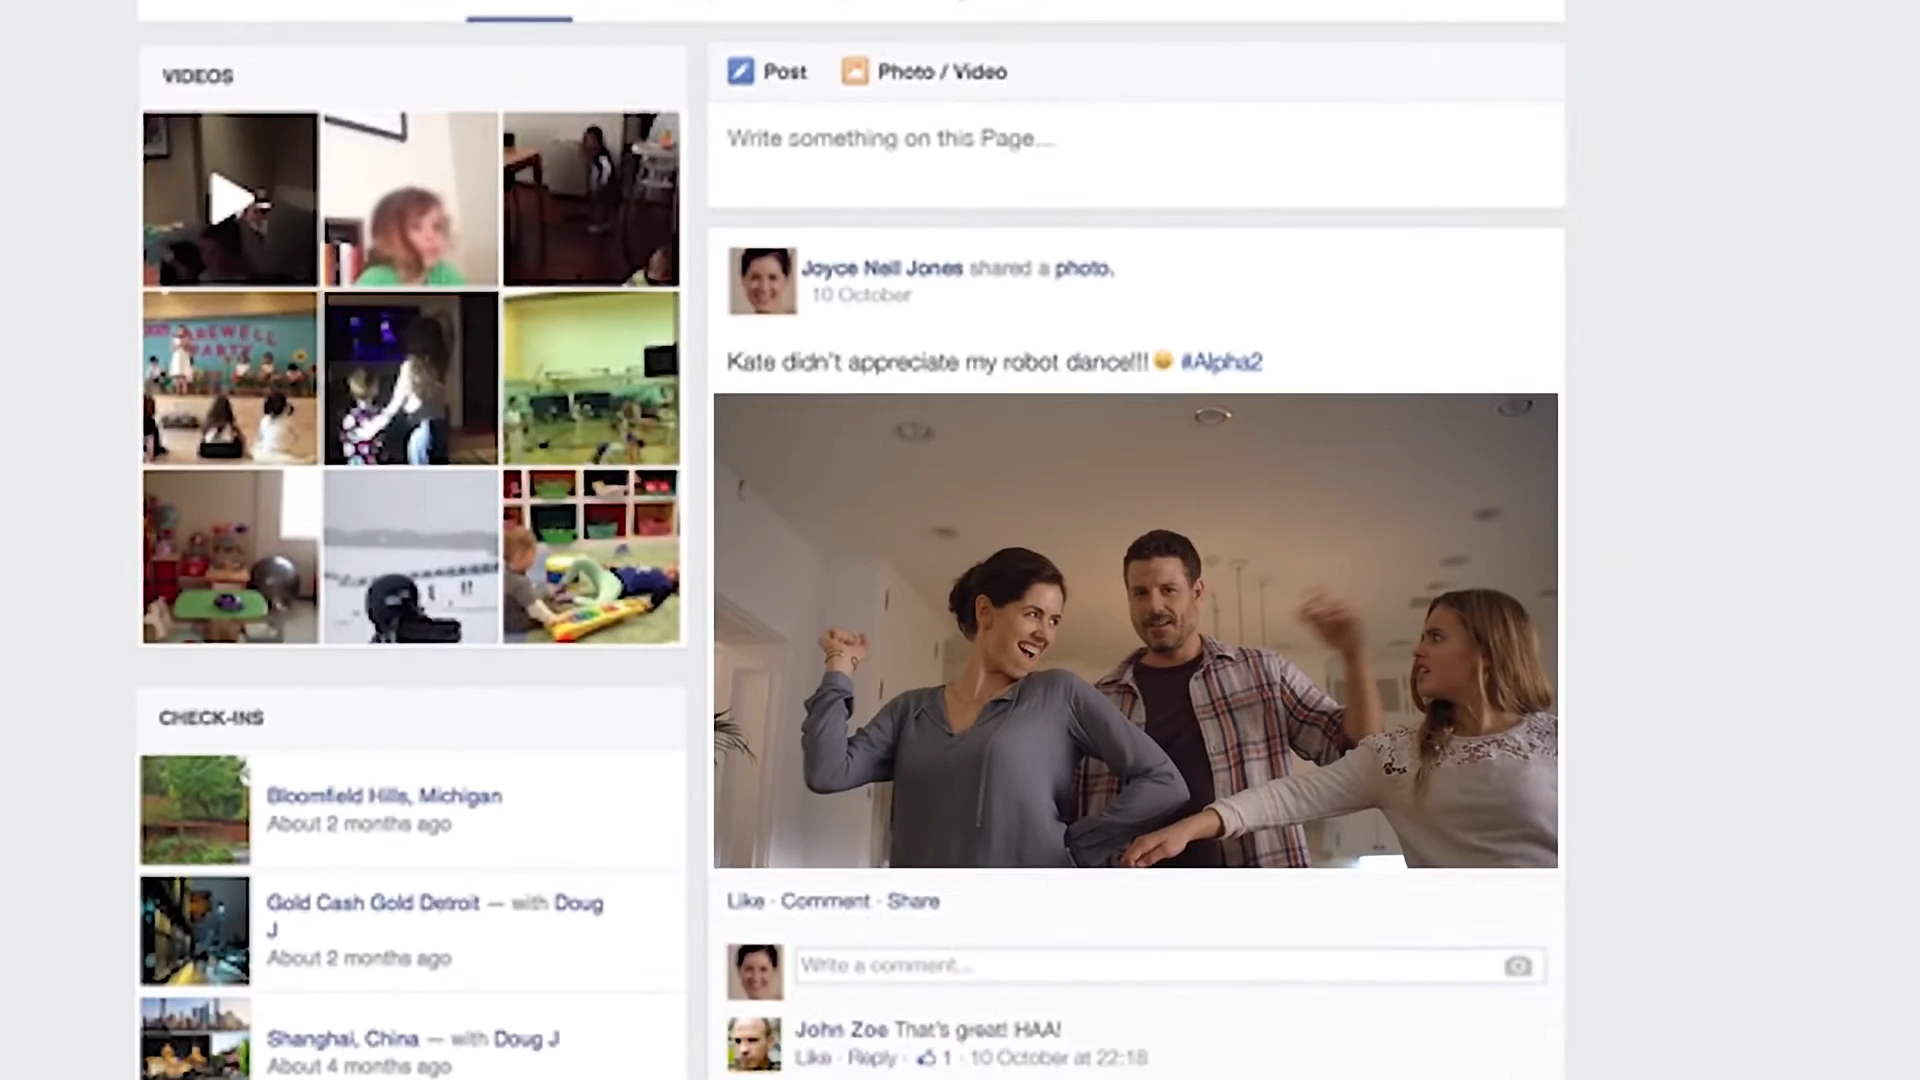 VIDEOS
FAREWELL
PARTY
CHECK-INS
Bloomfield Hills, Michigan
About 2 months ago
Gold Cash Gold Detroit — with Doug
J
About 2 months ago
Shanghai, China — with Doug J
About 4 months ago
Post Photo / Video
Write something on this Page...
Joyce Neil Jones shared a photo.
10 October
Kate didn't appreciate my robot dance!!! #Alpha2
Like · Comment · Share
Write a comment...
John Zoe That's great! HAA!
Like · Reply · 1 · 10 October at 22:18